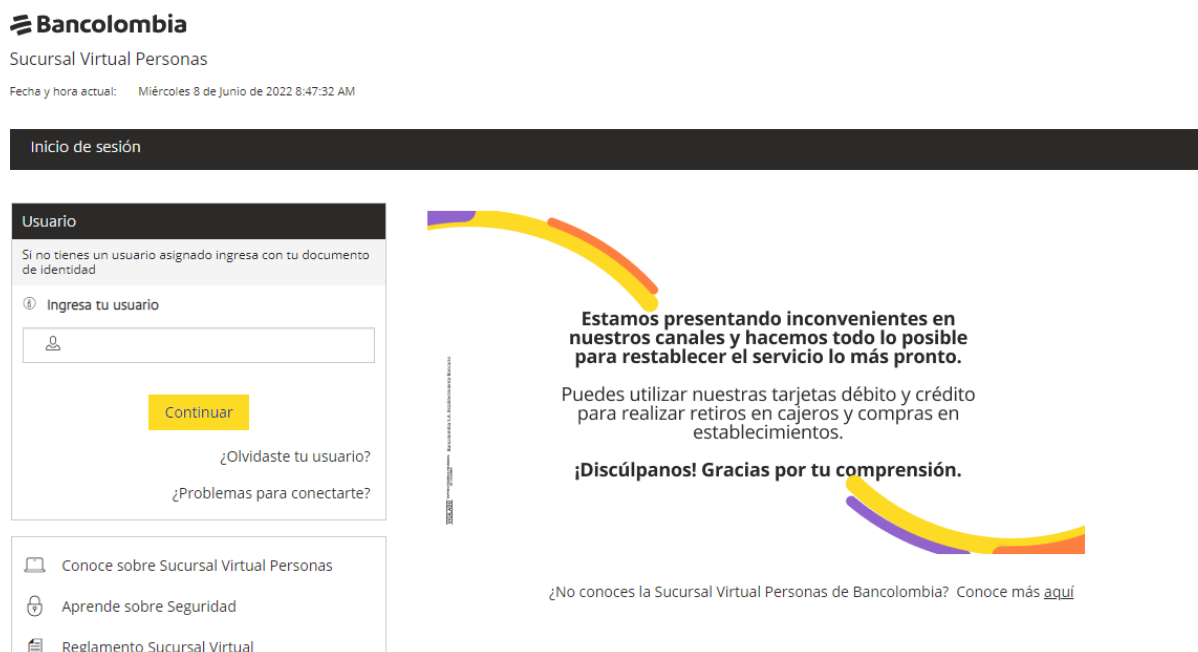 Bancolombia
Sucursal Virtual Personas
Fecha y hora actual: Miércoles 8 de Junio de 2022 8:47:32 AM
Inicio de sesión
Usuario
Si no tienes un usuario asignado ingresa con tu documento
de identidad
Ingresa tu usuario
Continuar
¿Olvidaste tu usuario?
¿Problemas para conectarte?
Conoce sobre Sucursal Virtual Personas
Aprende sobre Seguridad
Reglamento Sucursal Virtual
Estamos presentando inconvenientes en
nuestros canales y hacemos todo lo posible
para restablecer el servicio lo más pronto.
Puedes utilizar nuestras tarjetas débito y crédito
para realizar retiros en cajeros y compras en
establecimientos.
¡Discúlpanos! Gracias por tu comprensión.
¿No conoces la Sucursal Virtual Personas de Bancolombia? Conoce más aquí